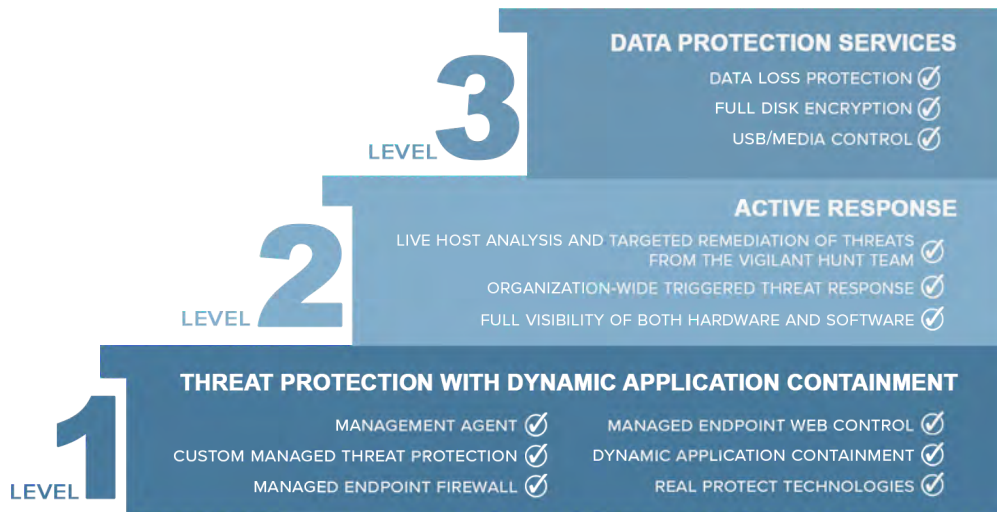 DATA PROTECTION SERVICES
DATA LOSS PROTECTION
FULL DISK ENCRYPTION
USB/MEDIA CONTROL
LEVEL 3
ACTIVE RESPONSE
LIVE HOST ANALYSIS AND TARGETED REMEDIATION OF THREATS
FROM THE VIGILANT HUNT TEAM
ORGANIZATION-WIDE TRIGGERED THREAT RESPONSE
FULL VISIBILITY OF BOTH HARDWARE AND SOFTWARE
LEVEL 2
THREAT PROTECTION WITH DYNAMIC APPLICATION CONTAINMENT
MANAGEMENT AGENT
CUSTOM MANAGED THREAT PROTECTION
MANAGED ENDPOINT FIREWALL
MANAGED ENDPOINT WEB CONTROL
DYNAMIC APPLICATION CONTAINMENT
REAL PROTECT TECHNOLOGIES
LEVEL 1